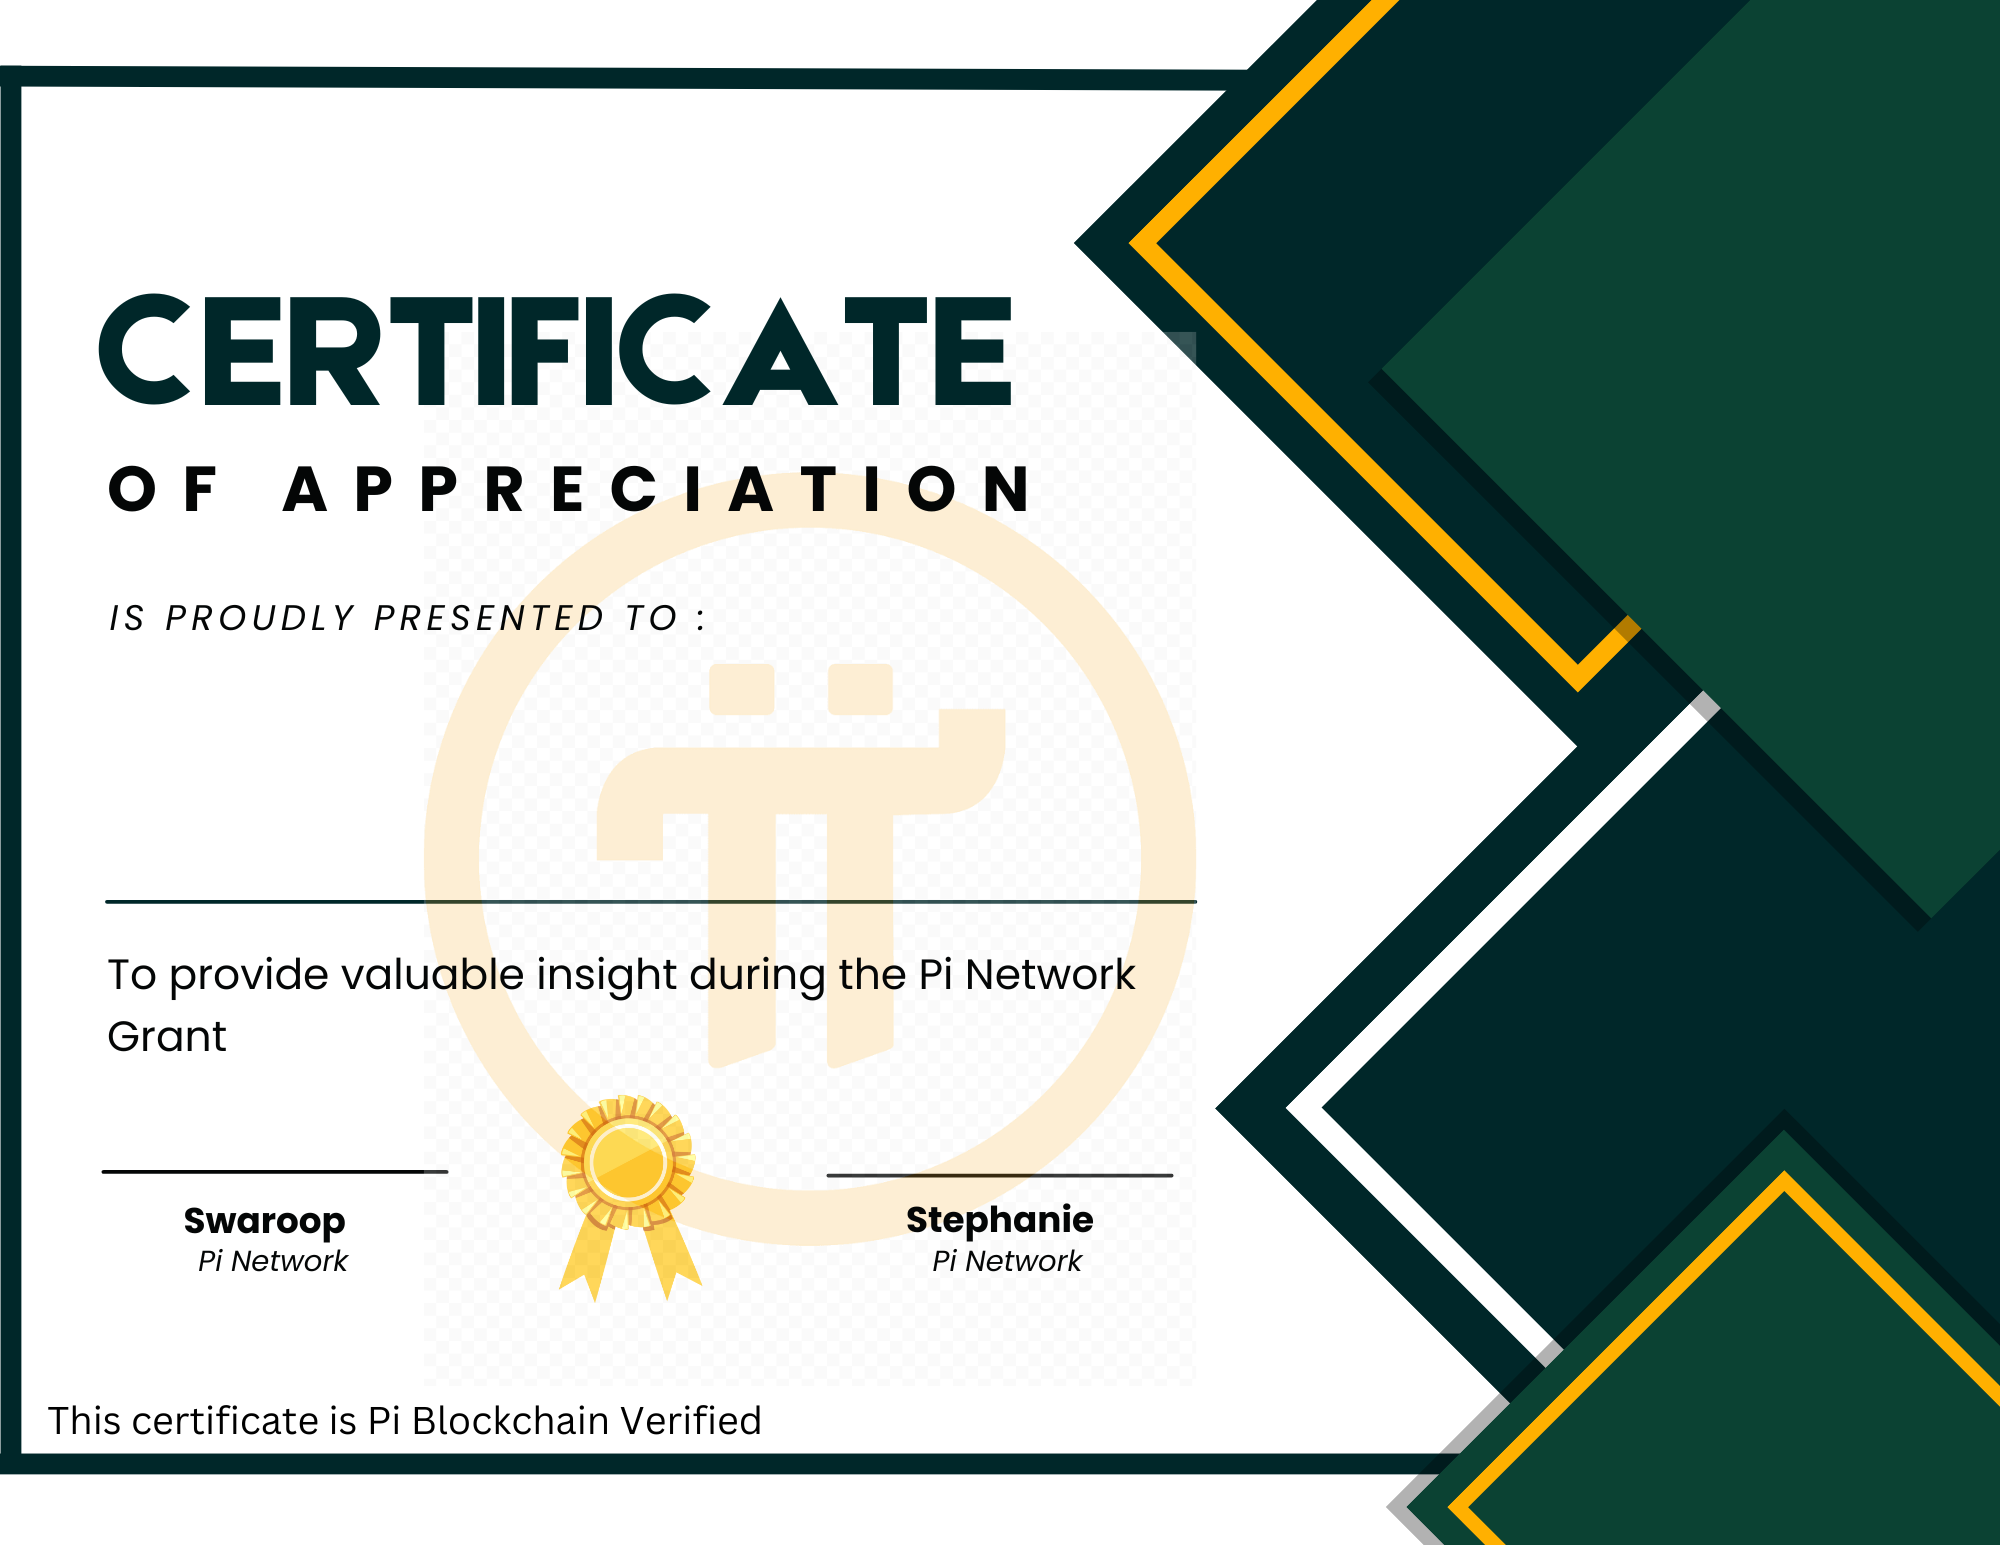 CERTIFICATE
OF APPRECIATION
IS PROUDLY PRESENTED TO :
To provide valuable insight during the Pi Network
Grant
Swaroop
Pi Network
Stephanie
Pi Network
This certificate is Pi Blockchain Verified